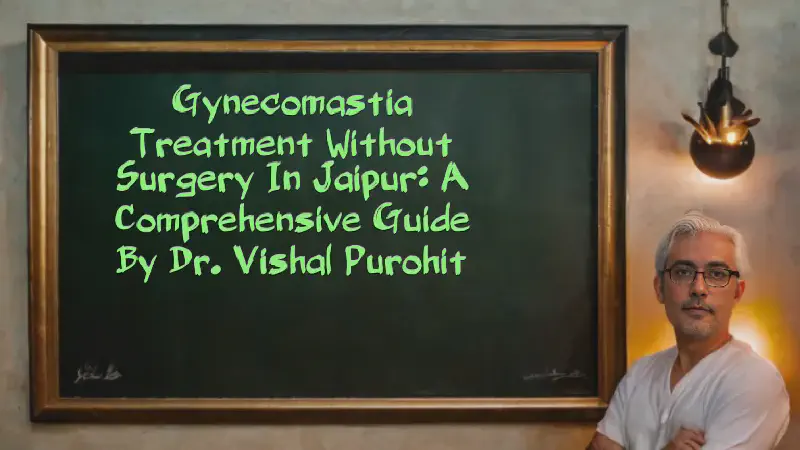 Gynecomastia
Treatment Without
Surgery In Jaipur: A
Comprehensive Guide
By Dr. Vishal Purohit